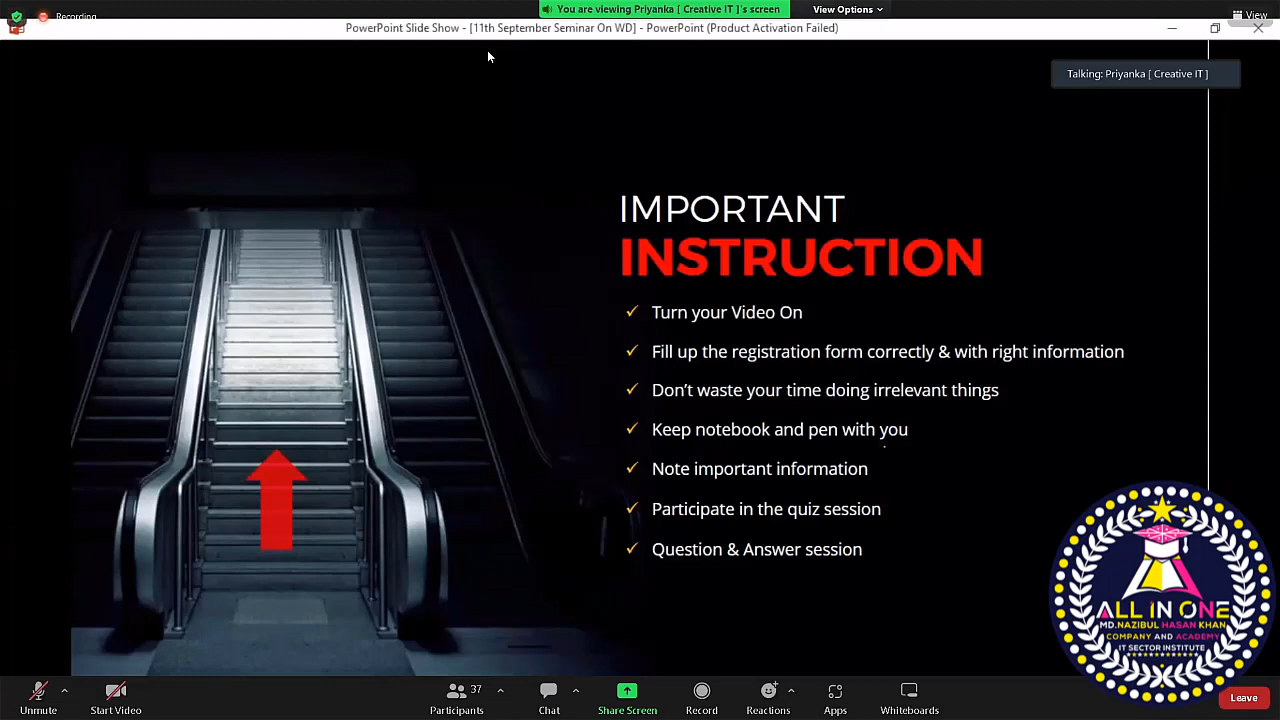 Recording
You are viewing Priyanka [ Creative IT ]'s screen
View Options
View
PowerPoint Slide Show - [11th September Seminar On WD] - PowerPoint (Product Activation Failed)
Talking: Priyanka [ Creative IT ]
IMPORTANT
INSTRUCTION
Turn your Video On
Fill up the registration form correctly & with right information
Don't waste your time doing irrelevant things
Keep notebook and pen with you
Note important information
Participate in the quiz session
Question & Answer session
ALL IN ONE
MD.NAZIBUL HASAN KHAN
COMPANY AND ACADEMY
IT SECTOR INSTITUTE
Unmute
Start Video
37
Participants
Chat
Share Screen
Record
Reactions
Apps
Whiteboards
Leave